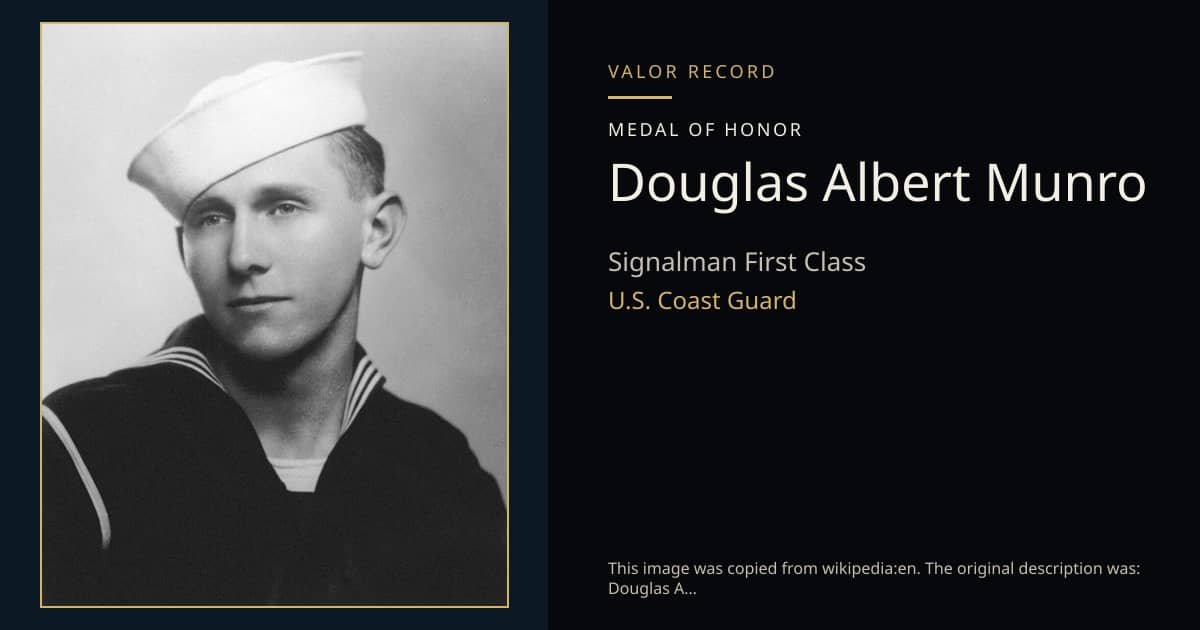 VALOR RECORD
MEDAL OF HONOR
Douglas Albert Munro
Signalman First Class
U.S. Coast Guard
This image was copied from wikipedia:en. The original description was:
Douglas A...